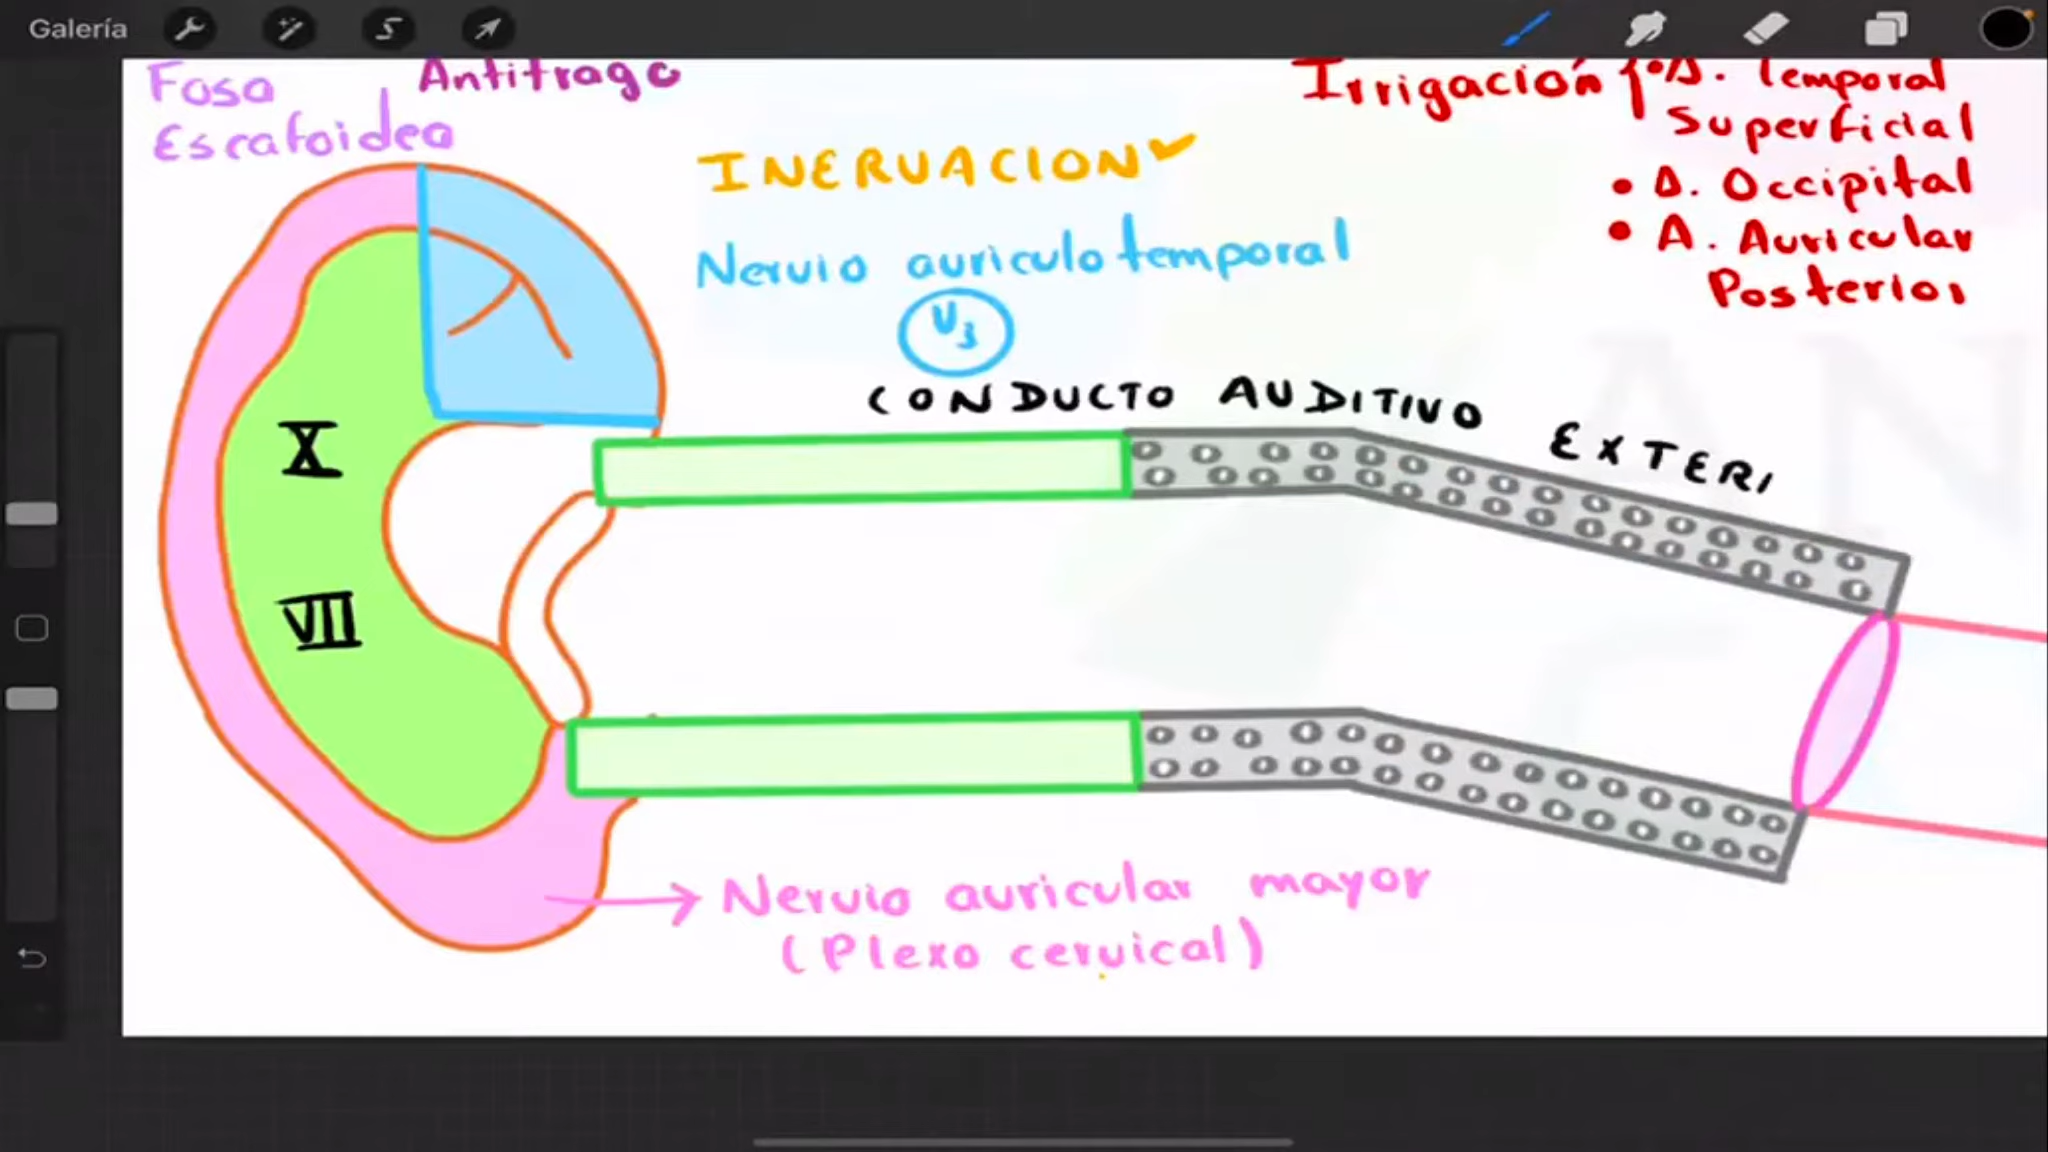 Galería
Fosa
Escafoidea
Antitrago
Irrigación { • A. Temporal
Superficial
• A. Occipital
• A. Auricular
Posterior
INERVACION
Nervio auriculotemporal
V3
CONDUCTO AUDITIVO EXTERI
X
VII
Nervio auricular mayor
(Plexo cervical)